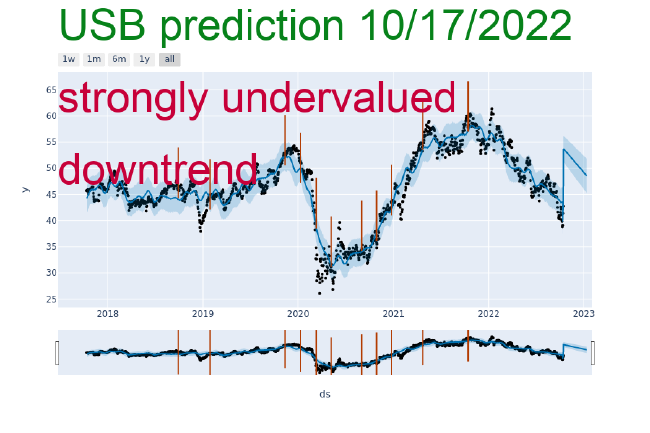 USB prediction 10/17/2022
1w 1m 6m 1y all
strongly undervalued
downtrend
65
60
55
50
45
40
35
30
25
y
2018 2019 2020 2021 2022 2023
ds